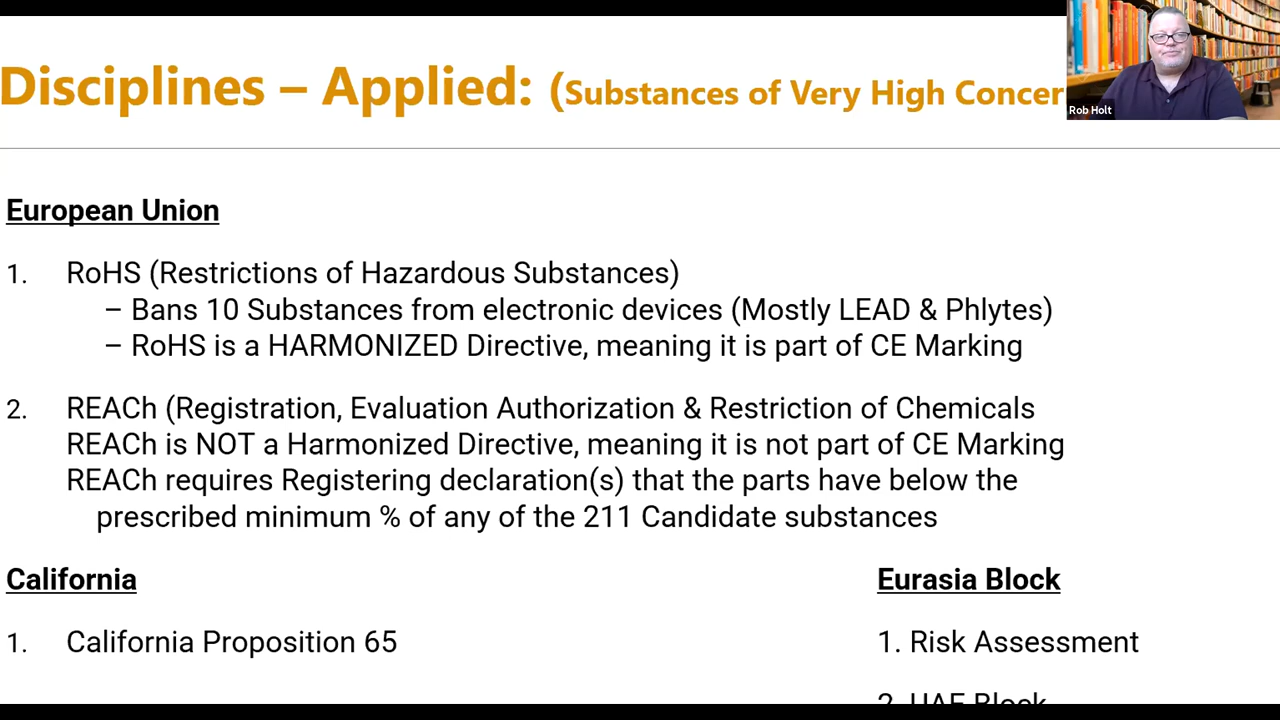 Disciplines – Applied: (Substances of Very High Concer
Rob Holt
European Union
1. RoHS (Restrictions of Hazardous Substances)
– Bans 10 Substances from electronic devices (Mostly LEAD & Phlytes)
– RoHS is a HARMONIZED Directive, meaning it is part of CE Marking
2. REACh (Registration, Evaluation Authorization & Restriction of Chemicals
REACh is NOT a Harmonized Directive, meaning it is not part of CE Marking
REACh requires Registering declaration(s) that the parts have below the
prescribed minimum % of any of the 211 Candidate substances
California
1. California Proposition 65
Eurasia Block
1. Risk Assessment
2. UAE Block